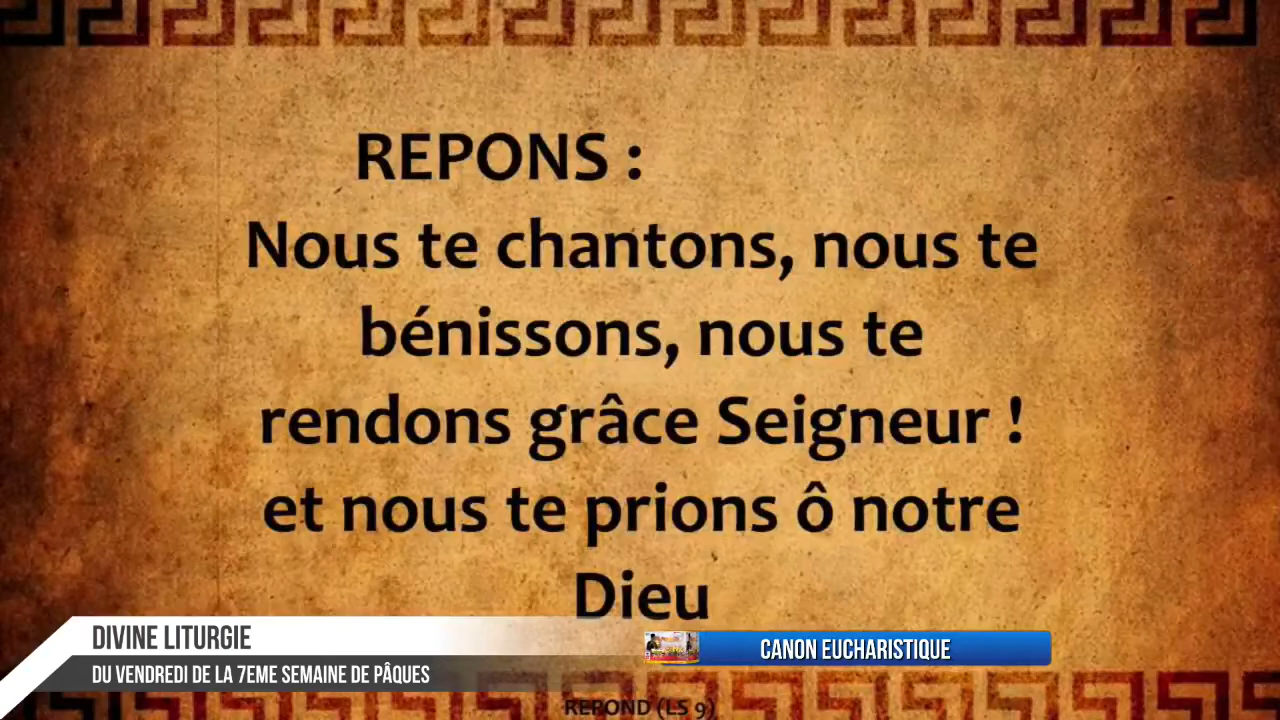 REPONS :
Nous te chantons, nous te
bénissons, nous te
rendons grâce Seigneur !
et nous te prions ô notre
Dieu
DIVINE LITURGIE
CANON EUCHARISTIQUE
DU VENDREDI DE LA 7EME SEMAINE DE PÂQUES
REPOND (LS 9)